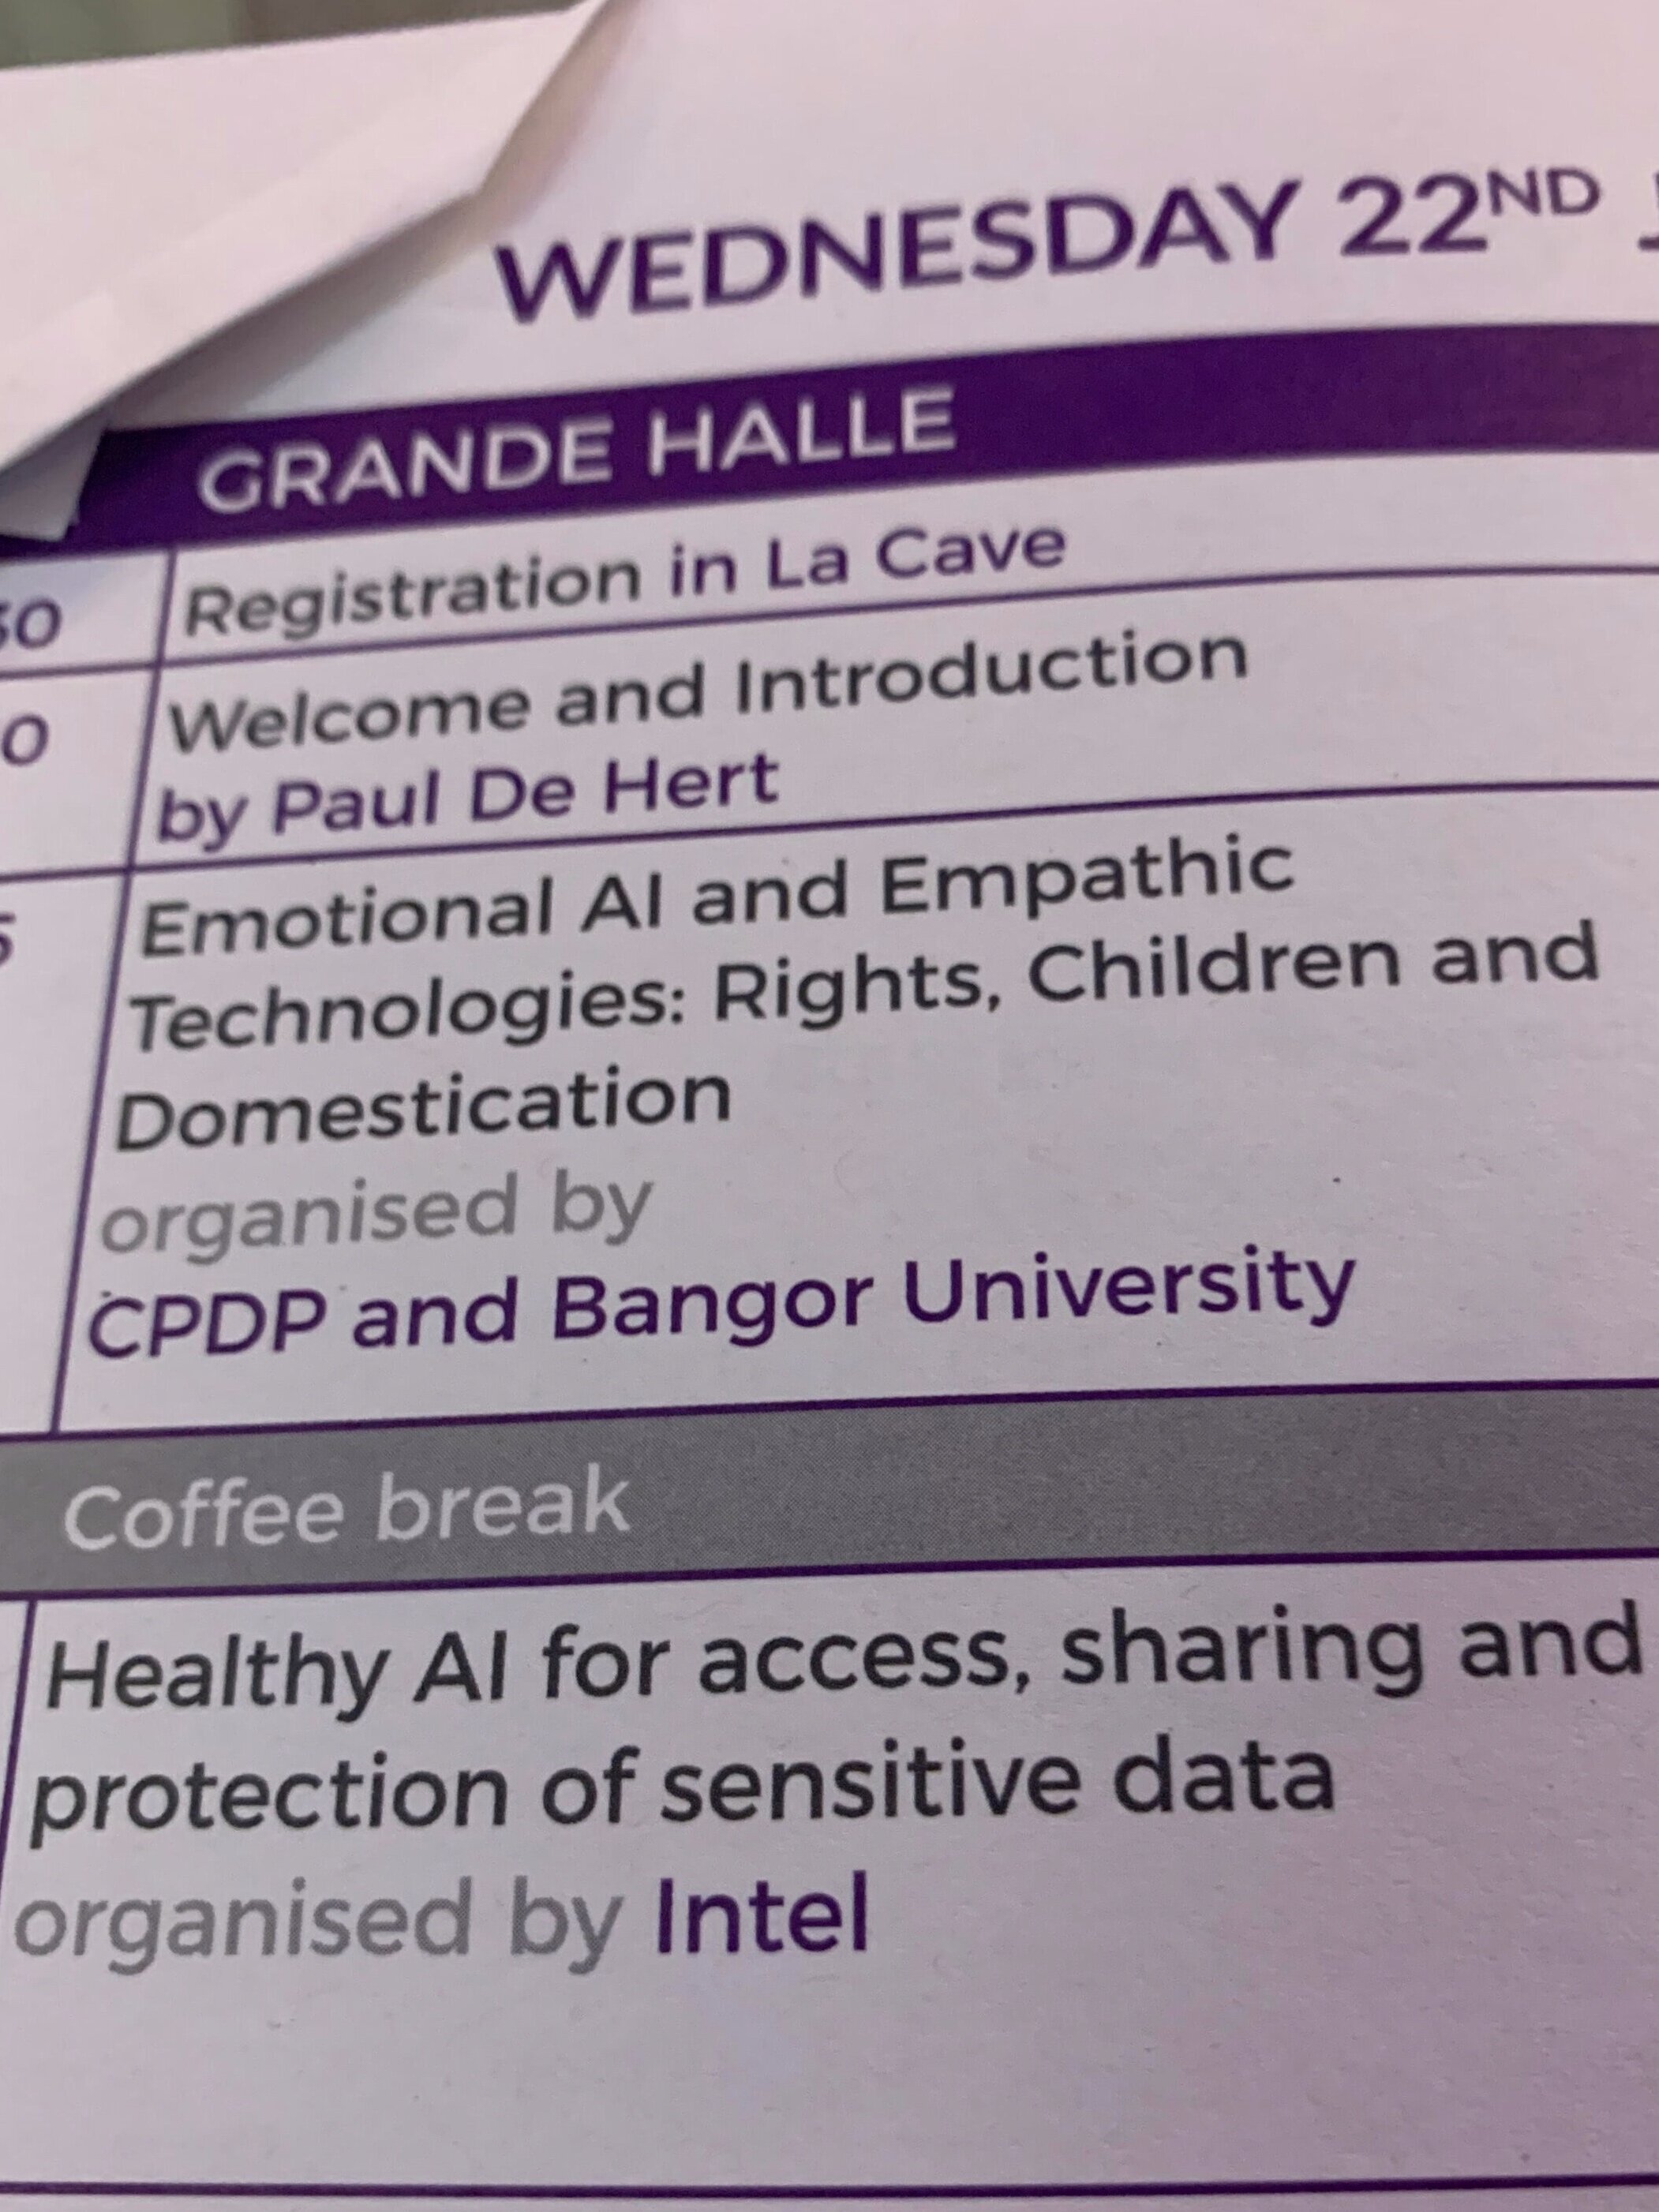 WEDNESDAY 22ND
GRANDE HALLE
Registration in La Cave
Welcome and Introduction
by Paul De Hert
Emotional AI and Empathic
Technologies: Rights, Children and
Domestication
organised by
CPDP and Bangor University
Coffee break
Healthy AI for access, sharing and
protection of sensitive data
organised by Intel